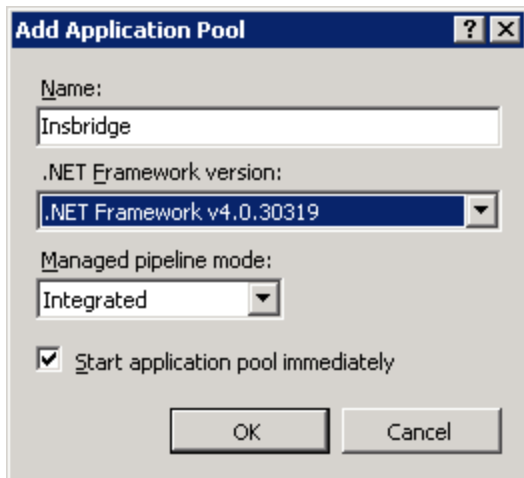 Add Application Pool
Name:
Insbridge
.NET Framework version:
.NET Framework v4.0.30319
Managed pipeline mode:
Integrated
Start application pool immediately
OK Cancel